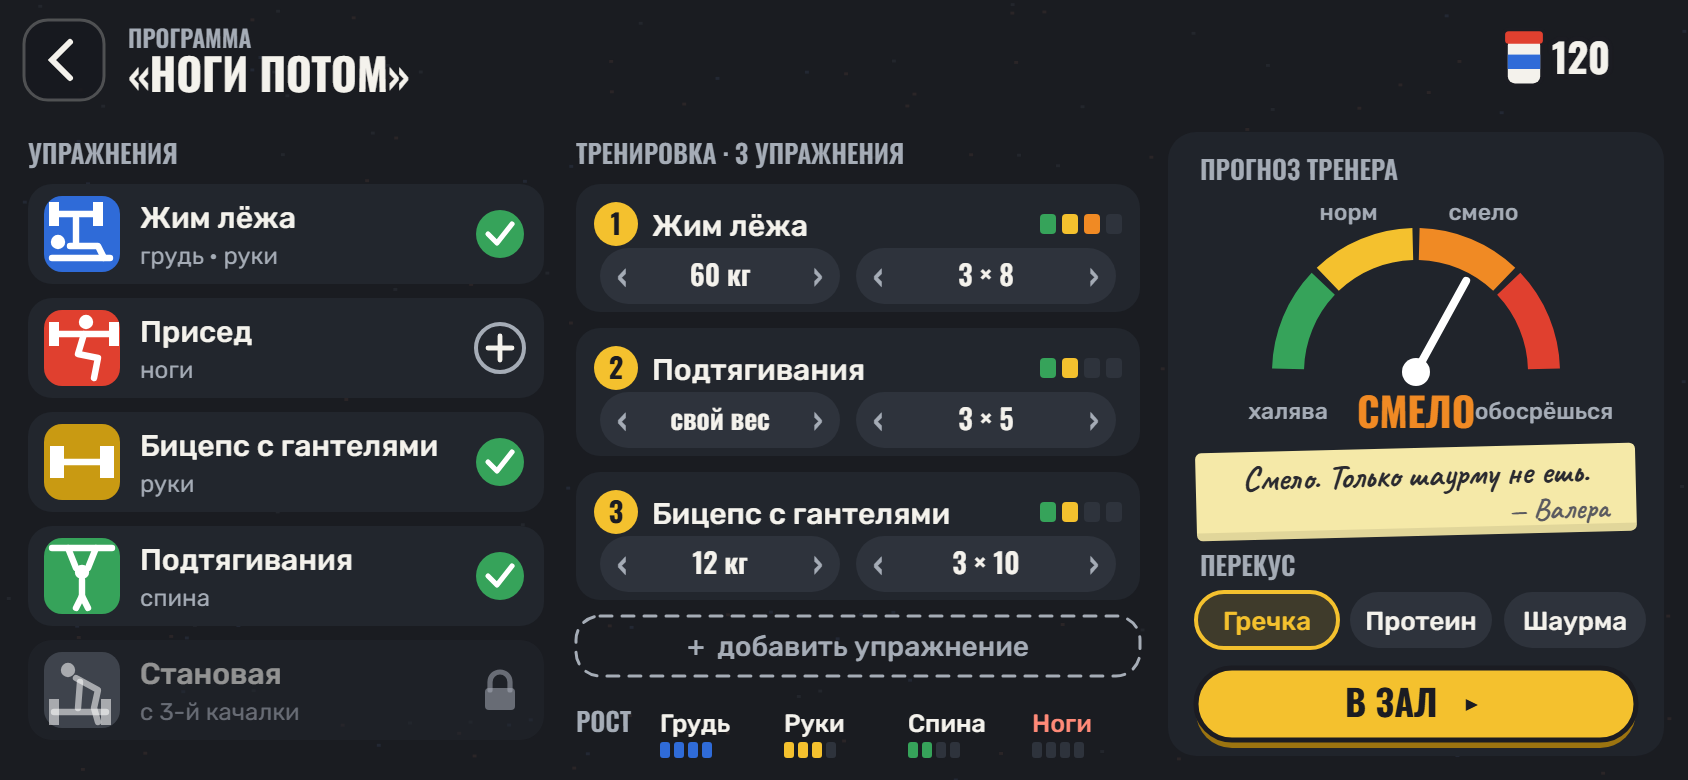 ПРОГРАММА
«НОГИ ПОТОМ»
120
УПРАЖНЕНИЯ
Жим лёжа
грудь • руки
Присед
ноги
Бицепс с гантелями
руки
Подтягивания
спина
Становая
с 3-й качалки
ТРЕНИРОВКА · 3 УПРАЖНЕНИЯ
1 Жим лёжа
‹ 60 кг › ‹ 3 × 8 ›
2 Подтягивания
‹ свой вес › ‹ 3 × 5 ›
3 Бицепс с гантелями
‹ 12 кг › ‹ 3 × 10 ›
+ добавить упражнение
РОСТ Грудь Руки Спина Ноги
ПРОГНОЗ ТРЕНЕРА
норм смело
халява СМЕЛО обосрёшься
Смело. Только шаурму не ешь.
— Валера
ПЕРЕКУС
Гречка Протеин Шаурма
В ЗАЛ ▸